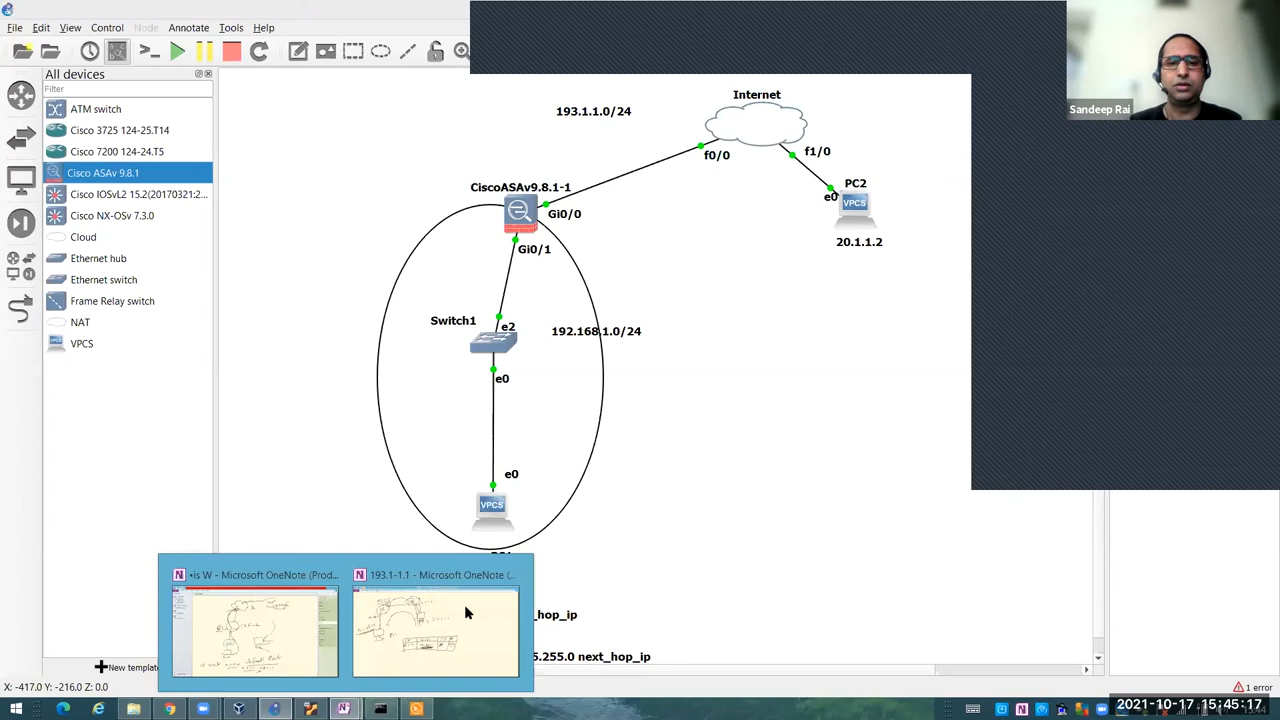 File Edit View Control Node Annotate Tools Help
Sandeep Rai
All devices
Filter
ATM switch
Cisco 3725 124-25.T14
Cisco 7200 124-24.T5
Cisco ASAv 9.8.1
Cisco IOSvL2 15.2(20170321:2...
Cisco NX-OSv 7.3.0
Cloud
Ethernet hub
Ethernet switch
Frame Relay switch
NAT
VPCS
New templat
Internet
193.1.1.0/24
f0/0
f1/0
CiscoASAv9.8.1-1
Gi0/0
PC2
e0
VPCS
20.1.1.2
Gi0/1
Switch1
e2
192.168.1.0/24
e0
e0
VPCS
•is W - Microsoft OneNote (Prod...
193.1-1.1 - Microsoft OneNote (...
_hop_ip
5.255.0 next_hop_ip
X: -417.0 Y: -216.0 Z: 0.0
1 error
2021-10-17 15:45:17